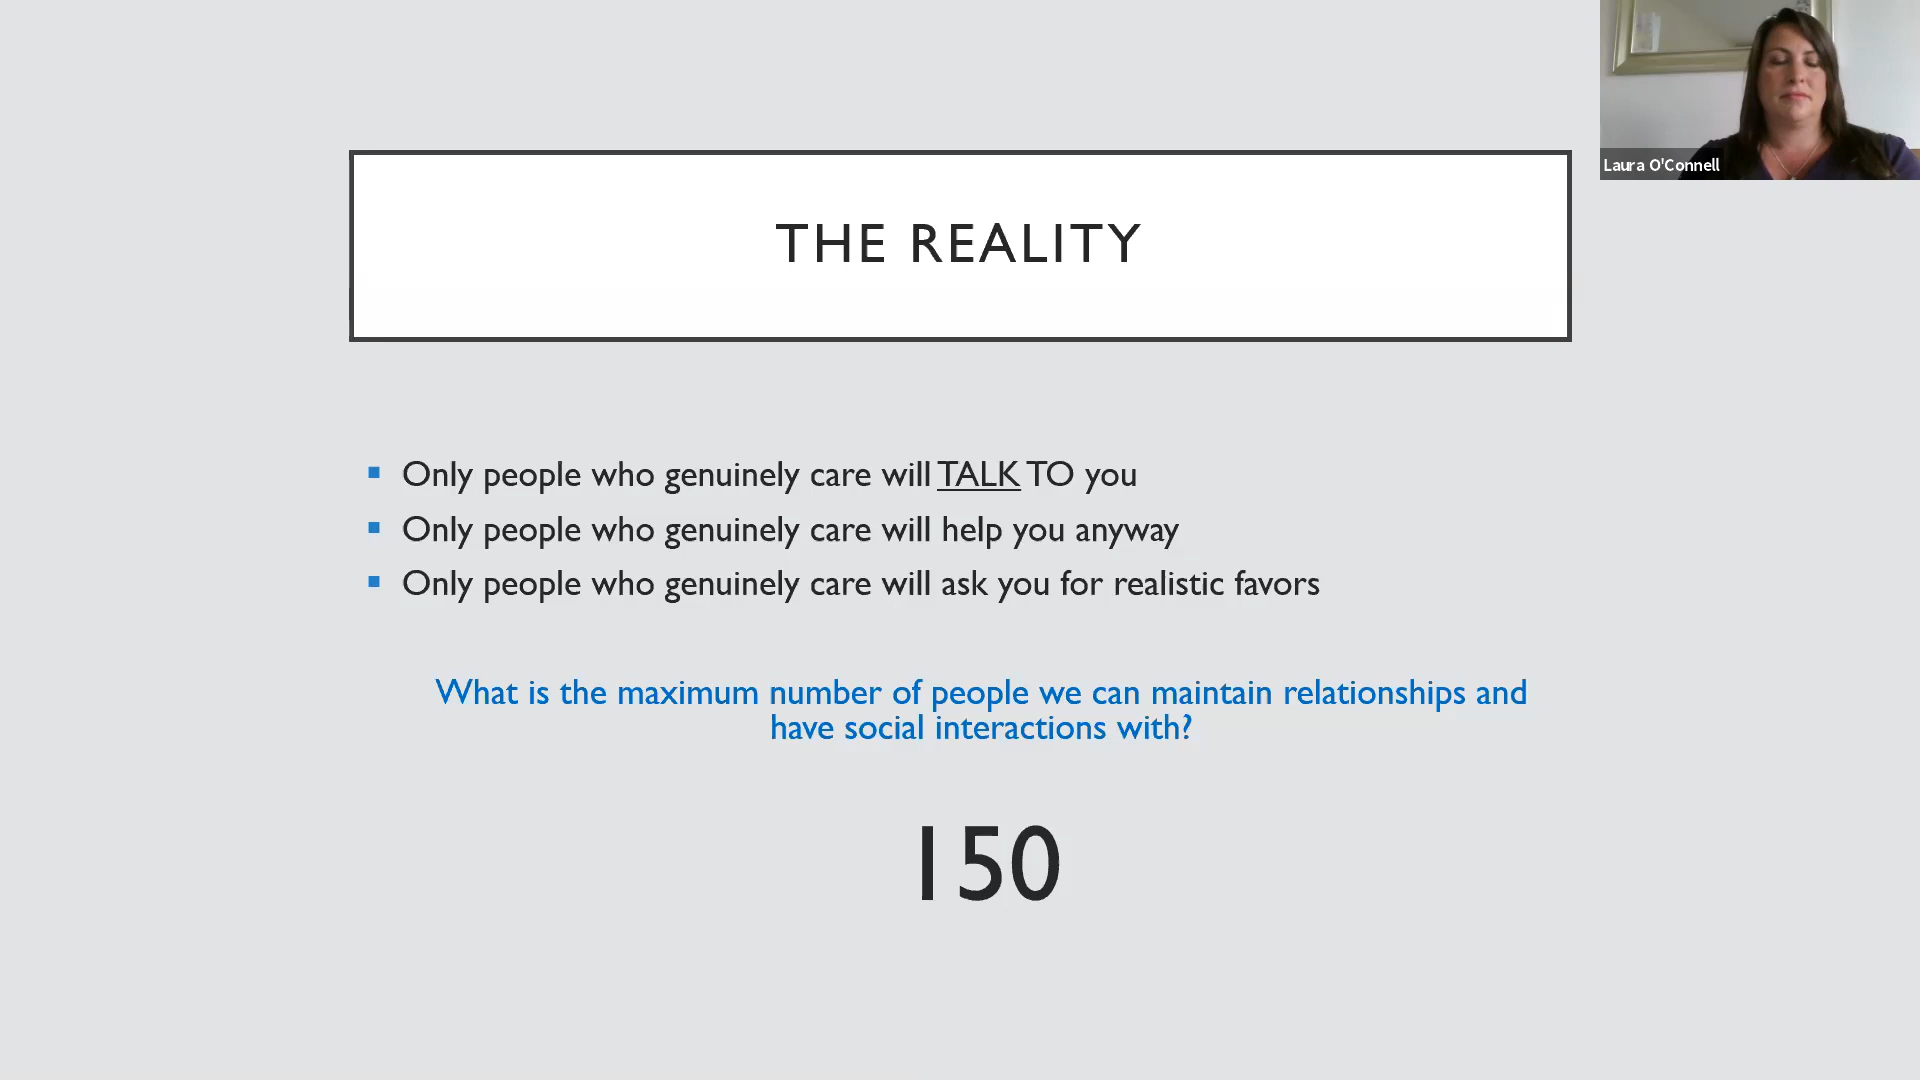 Laura O'Connell
THE REALITY
Only people who genuinely care will TALK TO you
Only people who genuinely care will help you anyway
Only people who genuinely care will ask you for realistic favors
What is the maximum number of people we can maintain relationships and
have social interactions with?
150